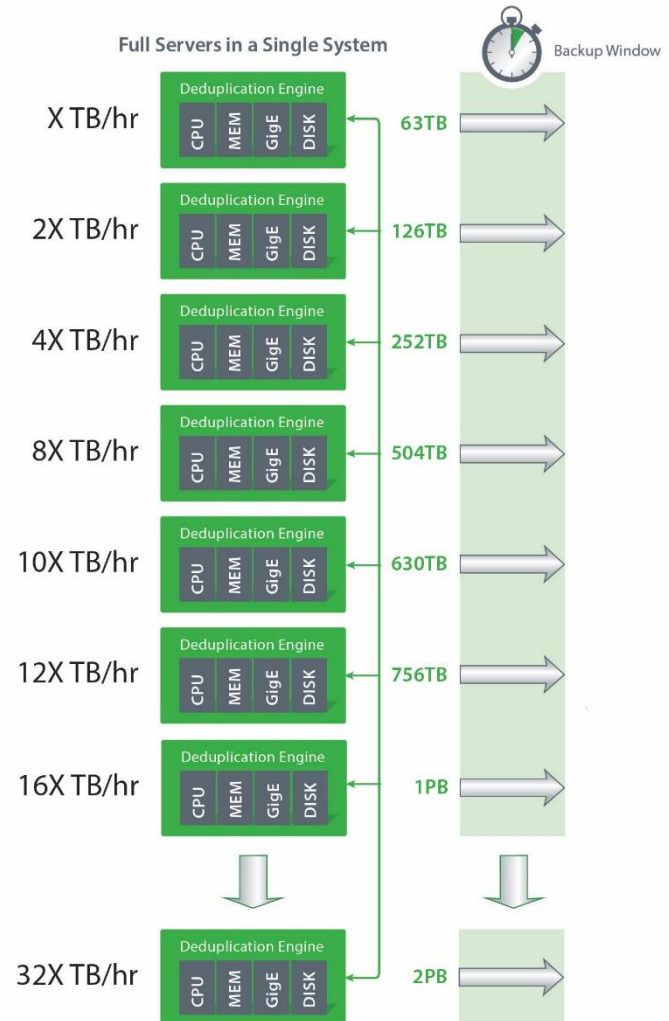 Full Servers in a Single System
Backup Window
X TB/hr
Deduplication Engine
CPU
MEM
GigE
DISK
63TB
2X TB/hr
Deduplication Engine
CPU
MEM
GigE
DISK
126TB
4X TB/hr
Deduplication Engine
CPU
MEM
GigE
DISK
252TB
8X TB/hr
Deduplication Engine
CPU
MEM
GigE
DISK
504TB
10X TB/hr
Deduplication Engine
CPU
MEM
GigE
DISK
630TB
12X TB/hr
Deduplication Engine
CPU
MEM
GigE
DISK
756TB
16X TB/hr
Deduplication Engine
CPU
MEM
GigE
DISK
1PB
32X TB/hr
Deduplication Engine
CPU
MEM
GigE
DISK
2PB